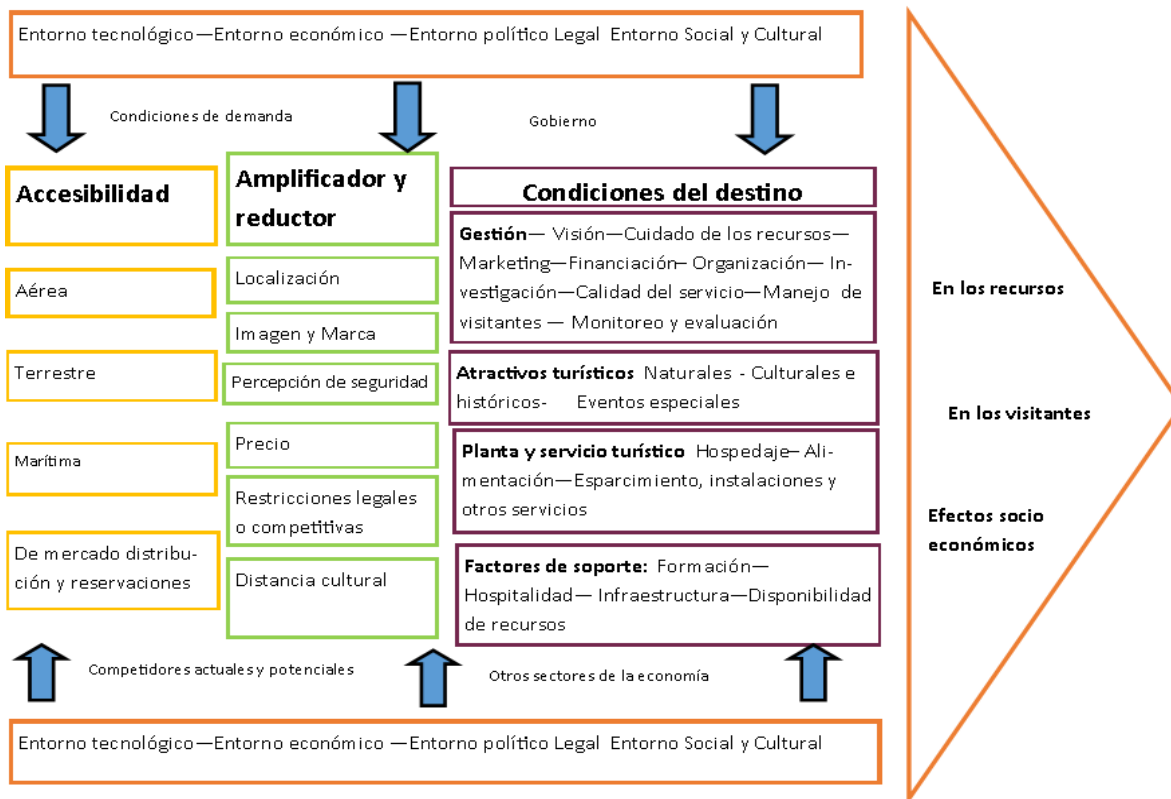 Entorno tecnológico—Entorno económico —Entorno político Legal Entorno Social y Cultural
Condiciones de demanda
Gobierno
Accesibilidad
Aérea
Terrestre
Marítima
De mercado distribu-
ción y reservaciones
Amplificador y
reductor
Localización
Imagen y Marca
Percepción de seguridad
Precio
Restricciones legales
o competitivas
Distancia cultural
Condiciones del destino
Gestión— Visión—Cuidado de los recursos—
Marketing—Financiación– Organización— In-
vestigación—Calidad del servicio—Manejo de
visitantes — Monitoreo y evaluación
Atractivos turísticos Naturales - Culturales e
históricos- Eventos especiales
Planta y servicio turístico Hospedaje– Ali-
mentación—Esparcimiento, instalaciones y
otros servicios
Factores de soporte: Formación—
Hospitalidad— Infraestructura—Disponibilidad
de recursos
Competidores actuales y potenciales
Otros sectores de la economía
Entorno tecnológico—Entorno económico —Entorno político Legal Entorno Social y Cultural
En los recursos
En los visitantes
Efectos socio
económicos